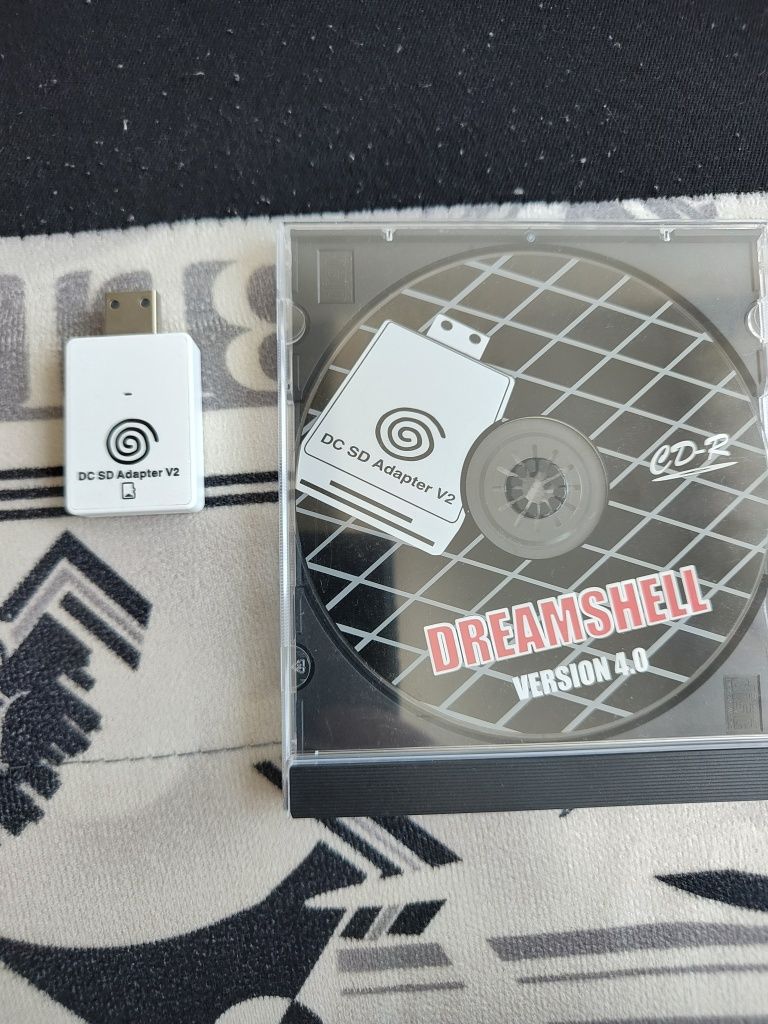 DC SD Adapter V2
DC SD Adapter V2
CD-R
DREAMSHELL
VERSION 4.0